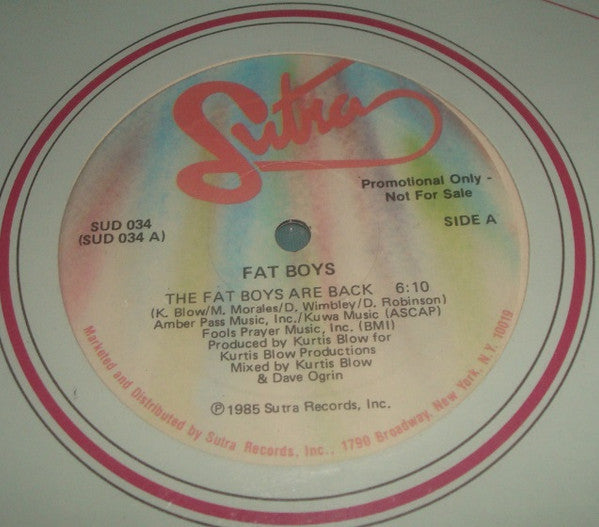 Sutra
Promotional Only -
Not For Sale
SUD 034
(SUD 034 A)
SIDE A
FAT BOYS
THE FAT BOYS ARE BACK 6:10
(K. Blow/M. Morales/D. Wimbley/D. Robinson)
Amber Pass Music, Inc./Kuwa Music (ASCAP)
Fools Prayer Music, Inc. (BMI)
Produced by Kurtis Blow for
Kurtis Blow Productions
Mixed by Kurtis Blow
& Dave Ogrin
Ⓟ1985 Sutra Records, Inc.
Marketed and Distributed by Sutra Records, Inc., 1790 Broadway, New York, N.Y. 10019